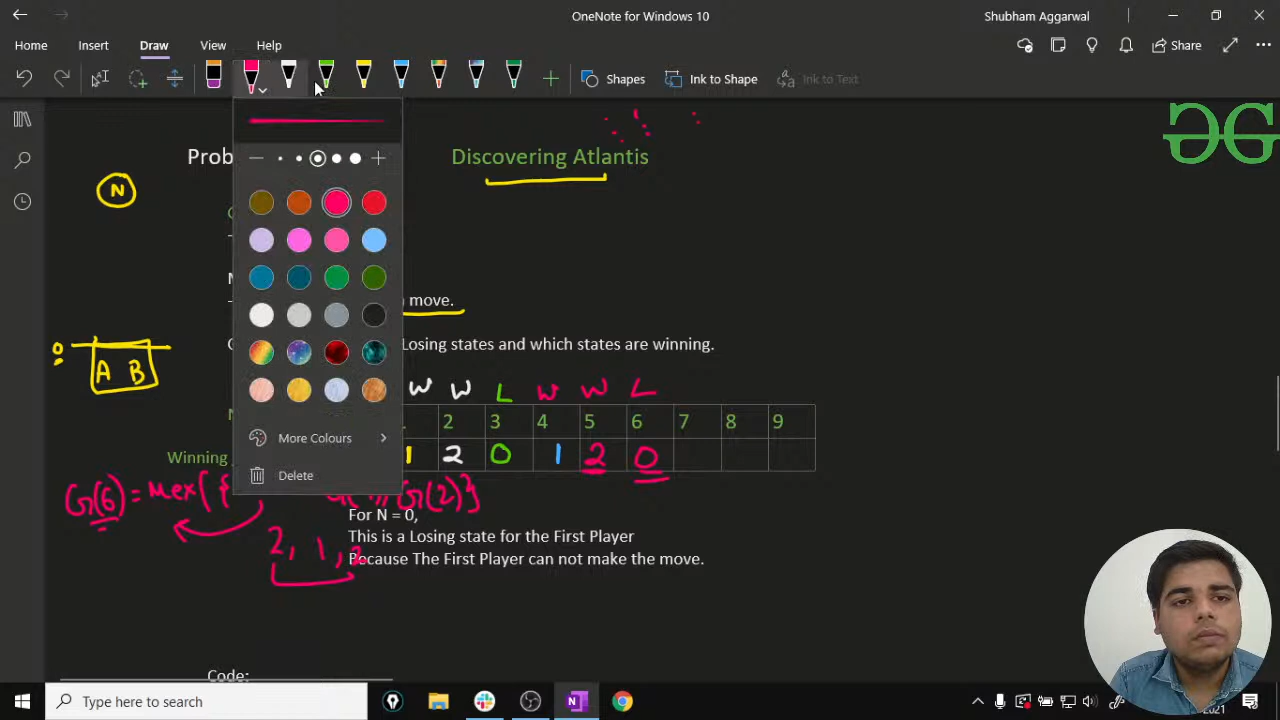 OneNote for Windows 10
Shubham Aggarwal
Home Insert Draw View Help
Share
Shapes Ink to Shape Ink to Text
Prob Discovering Atlantis
N
move.
Losing states and which states are winning.
A B
W W L W W L
2 3 4 5 6 7 8 9
1 2 0 1 2 0
Winning
More Colours
Delete
G(6) = Mex({ G(2)})
For N = 0,
2, 1, 2
This is a Losing state for the First Player
Because The First Player can not make the move.
Code:
Type here to search
2021